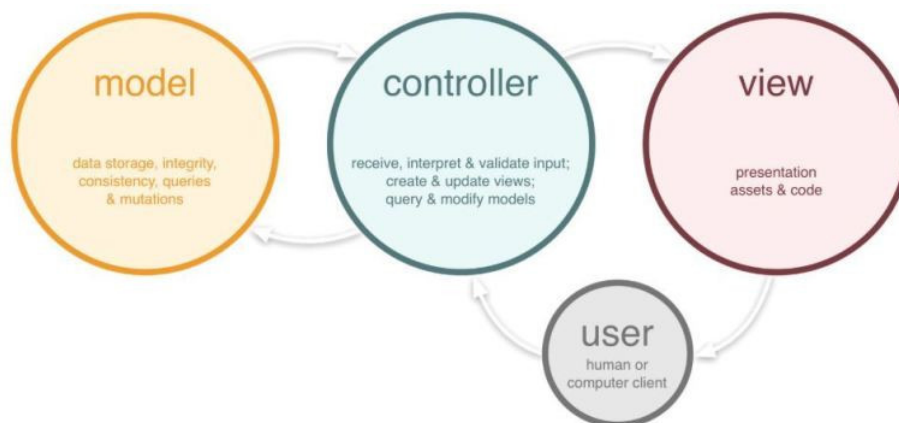 model
data storage, integrity,
consistency, queries
& mutations
controller
receive, interpret & validate input;
create & update views;
query & modify models
view
presentation
assets & code
user
human or
computer client